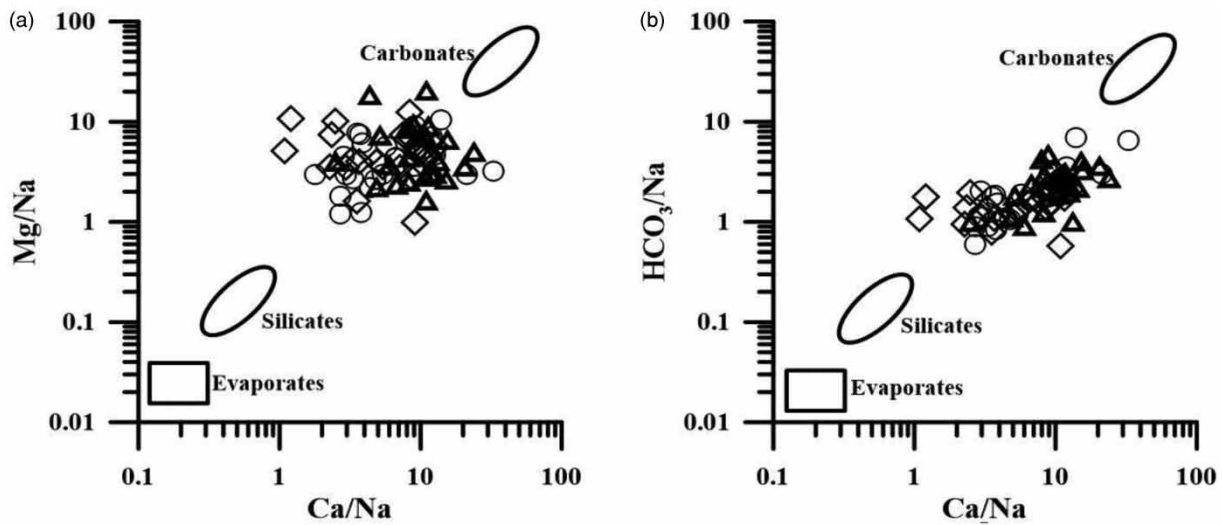 (a)
100
10
1
0.1
0.01
Mg/Na
Carbonates
Silicates
Evaporates
0.1 1 10 100
Ca/Na
(b)
100
10
1
0.1
0.01
HCO3/Na
Carbonates
Silicates
Evaporates
0.1 1 10 100
Ca/Na